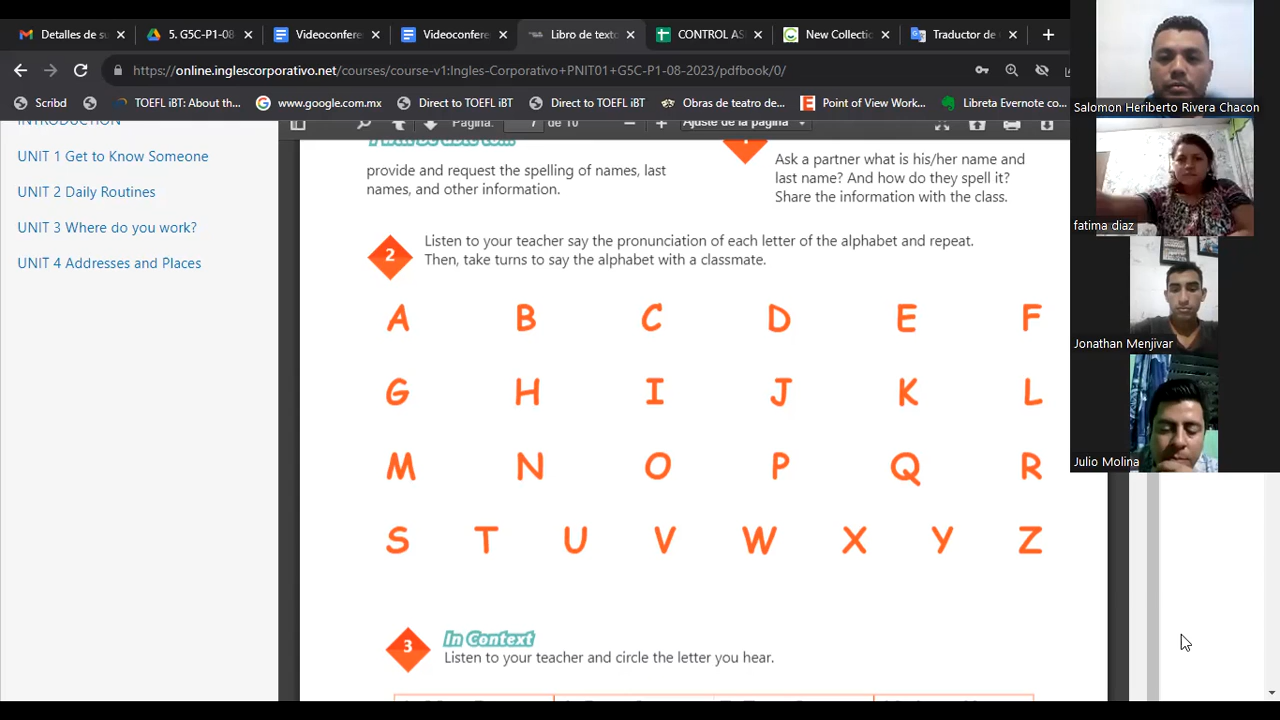 Detalles de su
5. G5C-P1-08
Videoconfere
Videoconfere
Libro de texto
CONTROL AS
New Collectic
Traductor de
https://online.inglescorporativo.net/courses/course-v1:Ingles-Corporativo+PNIT01+G5C-P1-08-2023/pdfbook/0/
Scribd
TOEFL iBT: About th...
www.google.com.mx
Direct to TOEFL iBT
Direct to TOEFL iBT
Obras de teatro de...
Point of View Work...
Libreta Evernote co...
Salomon Heriberto Rivera Chacon
fatima diaz
Jonathan Menjivar
Julio Molina
INTRODUCTION
UNIT 1 Get to Know Someone
UNIT 2 Daily Routines
UNIT 3 Where do you work?
UNIT 4 Addresses and Places
Página: 7 de 10
Ajuste de la página
I will be able to...
provide and request the spelling of names, last
names, and other information.
1
Ask a partner what is his/her name and
last name? And how do they spell it?
Share the information with the class.
2
Listen to your teacher say the pronunciation of each letter of the alphabet and repeat.
Then, take turns to say the alphabet with a classmate.
A B C D E F
G H I J K L
M N O P Q R
S T U V W X Y Z
3
In Context
Listen to your teacher and circle the letter you hear.